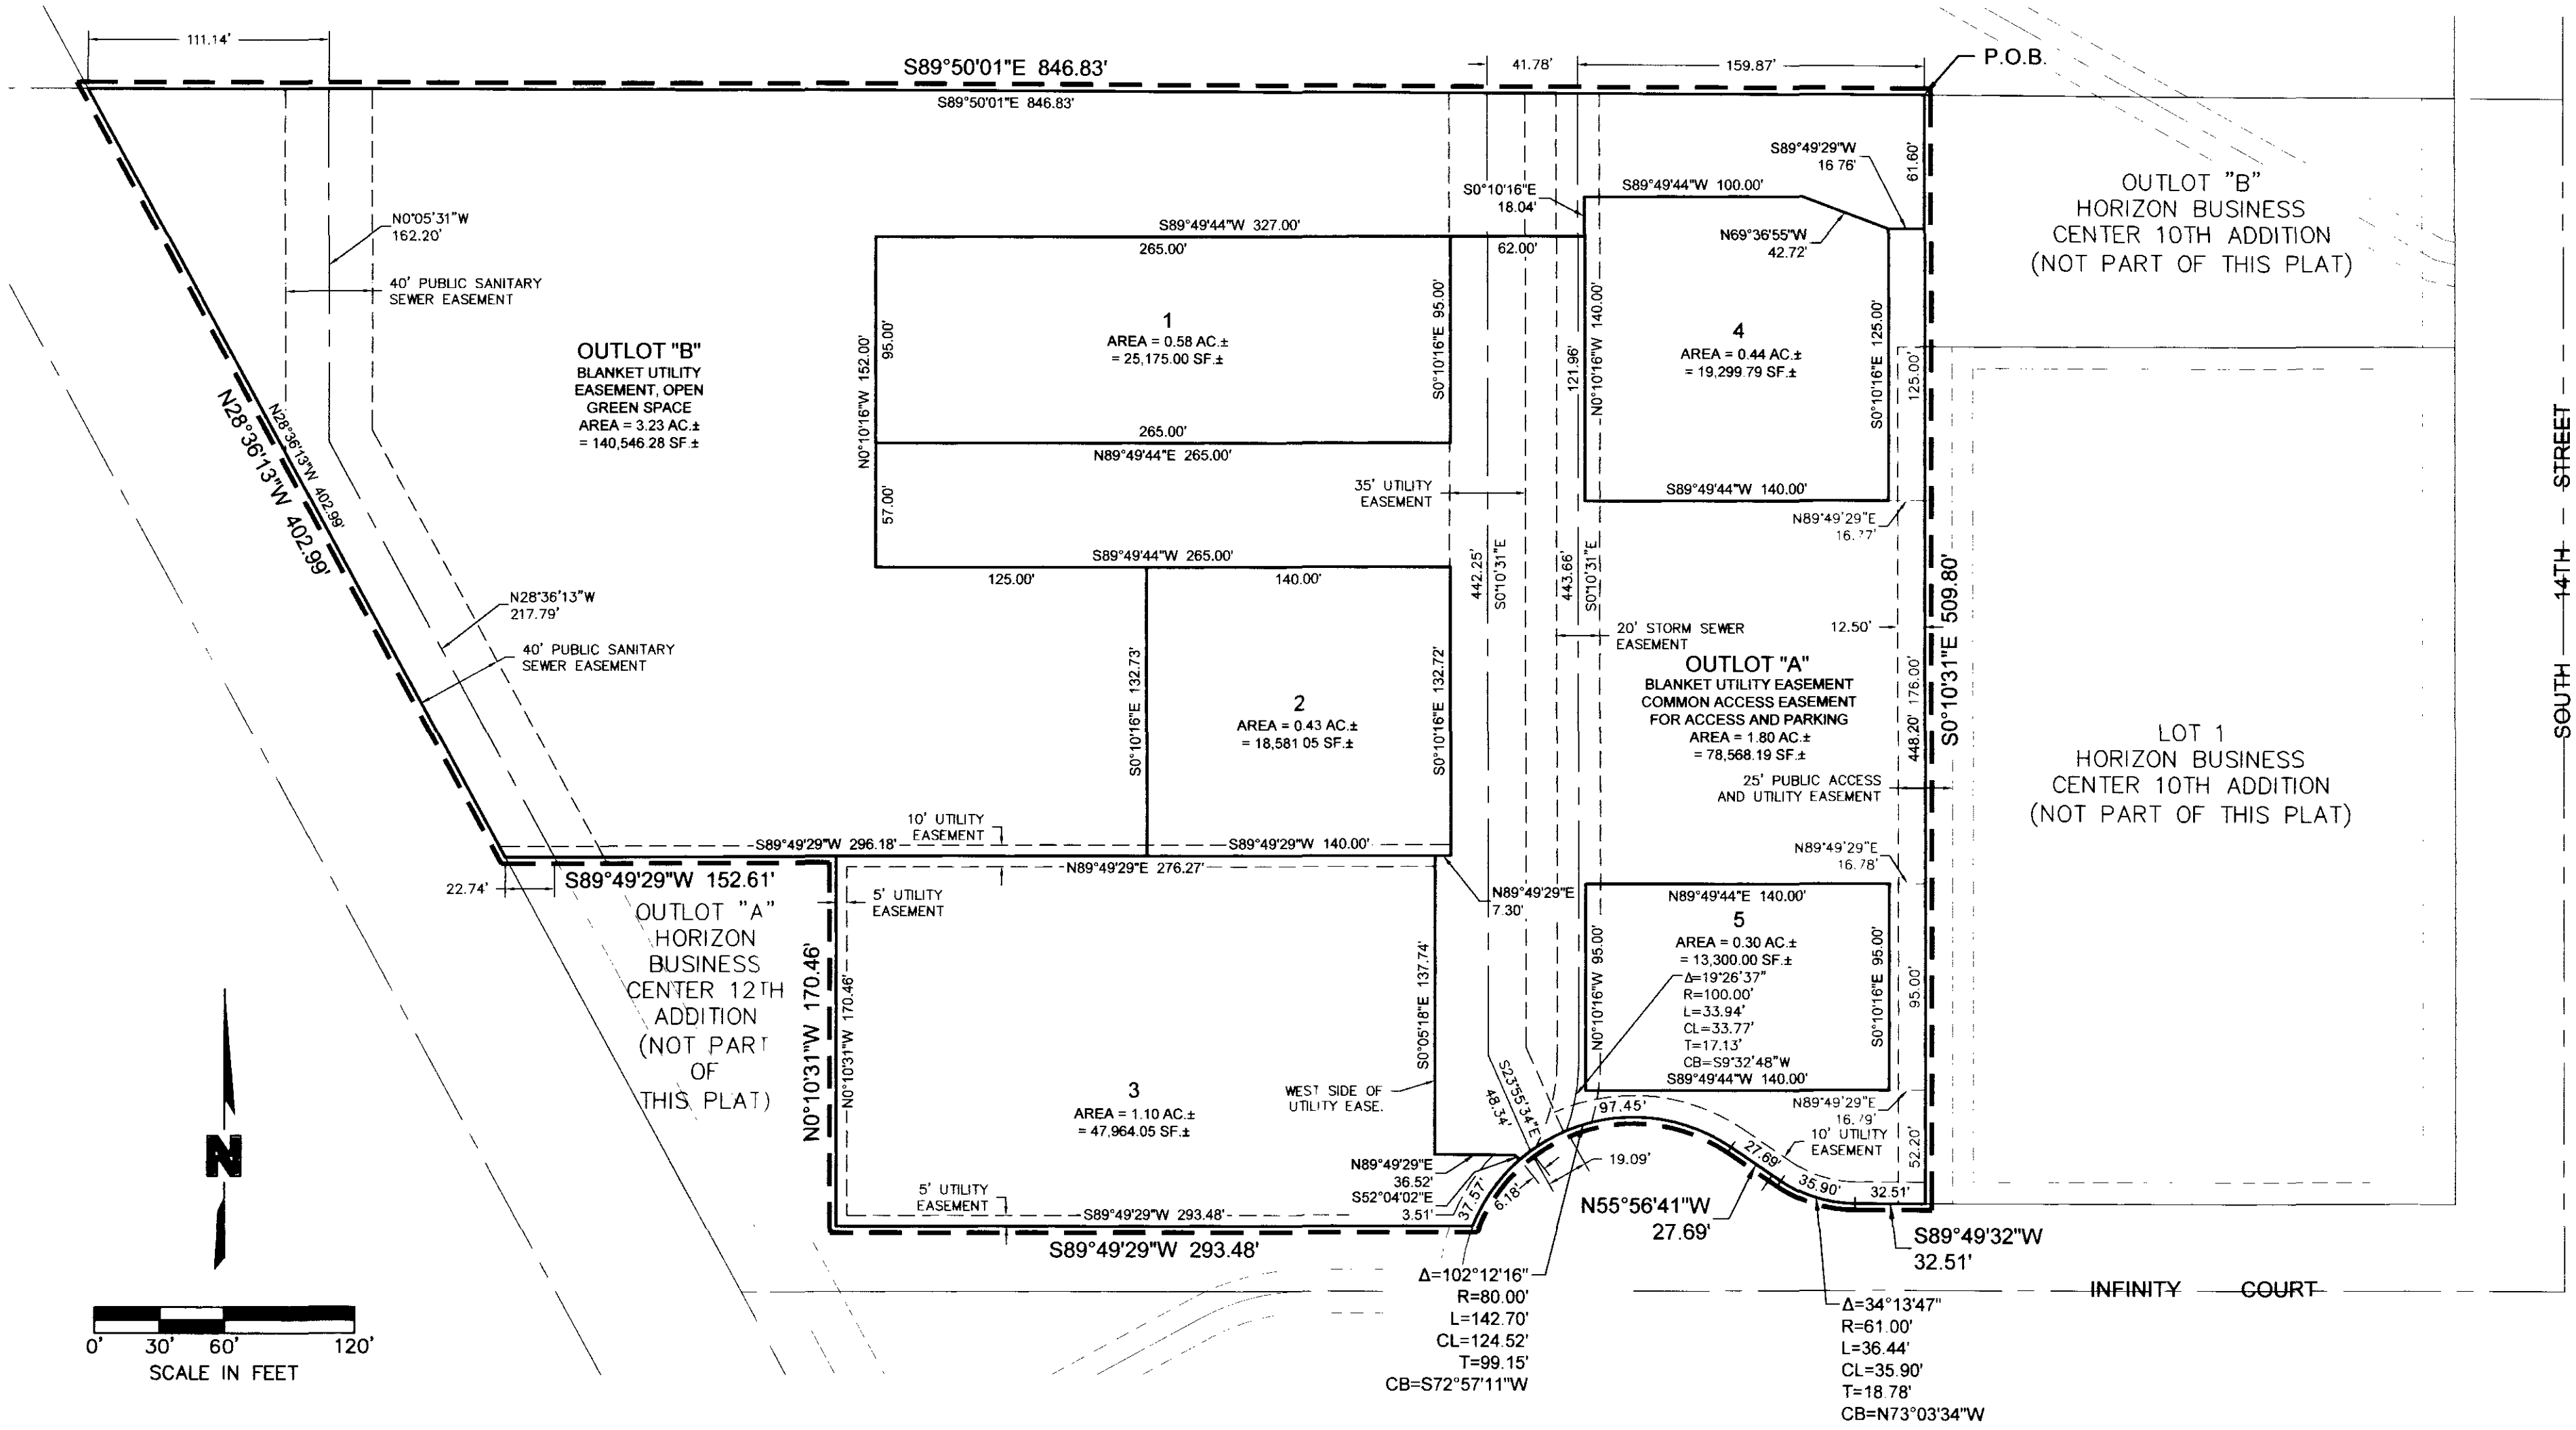 111.14'
S89°50'01"E 846.83'
S89°50'01"E 846.83'
41.78'
159.87'
P.O.B.
61.60'
S89°49'29"W
16.76'
S0°10'16"E
18.04'
S89°49'44"W 100.00'
N69°36'55"W
42.72'
OUTLOT "B"
HORIZON BUSINESS
CENTER 10TH ADDITION
(NOT PART OF THIS PLAT)
N0°05'31"W
162.20'
40' PUBLIC SANITARY
SEWER EASEMENT
S89°49'44"W 327.00'
265.00'
62.00'
OUTLOT "B"
BLANKET UTILITY
EASEMENT, OPEN
GREEN SPACE
AREA = 3.23 AC.±
= 140,546.28 SF.±
N0°10'16"W 152.00'
95.00'
1
AREA = 0.58 AC.±
= 25,175.00 SF.±
S0°10'16"E 95.00'
121.96'
N0°10'16"W 140.00'
4
AREA = 0.44 AC.±
= 19,299.79 SF.±
S0°10'16"E 125.00'
125.00'
N28°36'13"W 402.99'
N28°36'13"W 402.99'
265.00'
N89°49'44"E 265.00'
57.00'
35' UTILITY
EASEMENT
S89°49'44"W 140.00'
N89°49'29"E
16.77'
SOUTH 14TH STREET
S89°49'44"W 265.00'
125.00'
140.00'
442.25'
S0°10'31"E
443.66'
S0°10'31"E
N28°36'13"W
217.79'
40' PUBLIC SANITARY
SEWER EASEMENT
20' STORM SEWER
EASEMENT
12.50'
S0°10'31"E 509.80'
OUTLOT "A"
BLANKET UTILITY EASEMENT
COMMON ACCESS EASEMENT
FOR ACCESS AND PARKING
AREA = 1.80 AC.±
= 78,568.19 SF.±
448.20'
176.00'
S0°10'16"E 132.73'
2
AREA = 0.43 AC.±
= 18,581.05 SF.±
S0°10'16"E 132.72'
25' PUBLIC ACCESS
AND UTILITY EASEMENT
LOT 1
HORIZON BUSINESS
CENTER 10TH ADDITION
(NOT PART OF THIS PLAT)
10' UTILITY
EASEMENT
S89°49'29"W 296.18'
S89°49'29"W 140.00'
N89°49'29"E 276.27'
N89°49'29"E
16.78'
22.74'
S89°49'29"W 152.61'
5' UTILITY
EASEMENT
N89°49'29"E
7.30'
N89°49'44"E 140.00'
5
AREA = 0.30 AC.±
= 13,300.00 SF.±
Δ=19°26'37"
R=100.00'
L=33.94'
CL=33.77'
T=17.13'
CB=S9°32'48"W
S89°49'44"W 140.00'
N0°10'16"W 95.00'
S0°10'16"E 95.00'
95.00'
OUTLOT "A"
HORIZON
BUSINESS
CENTER 12TH
ADDITION
(NOT PART
OF
THIS PLAT)
N0°10'31"W 170.46'
N0°10'31"W 170.46'
S0°05'18"E 137.74'
WEST SIDE OF
UTILITY EASE.
3
AREA = 1.10 AC.±
= 47,964.05 SF.±
S23°55'34"E
48.34'
97.45'
N89°49'29"E
16.79'
10' UTILITY
EASEMENT
52.20'
27.69'
35.90'
32.51'
19.09'
6.18'
37.57'
N89°49'29"E
36.52'
S52°04'02"E
3.51'
5' UTILITY
EASEMENT
S89°49'29"W 293.48'
S89°49'29"W 293.48'
N55°56'41"W
27.69'
S89°49'32"W
32.51'
Δ=102°12'16"
R=80.00'
L=142.70'
CL=124.52'
T=99.15'
CB=S72°57'11"W
INFINITY COURT
Δ=34°13'47"
R=61.00'
L=36.44'
CL=35.90'
T=18.78'
CB=N73°03'34"W
N
0' 30' 60' 120'
SCALE IN FEET